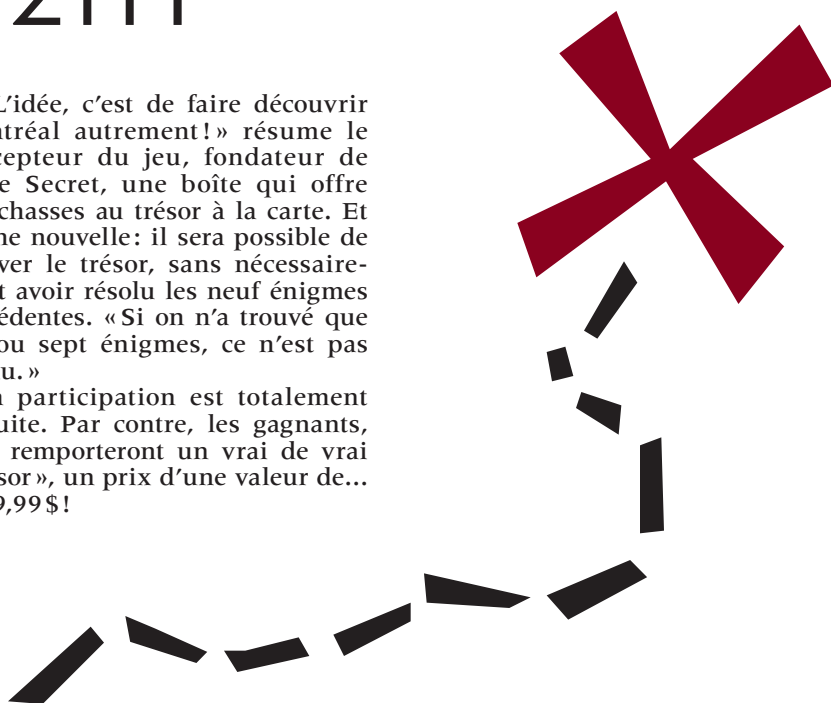 L’idée, c’est de faire découvrir
ntréal autrement!» résume le
cepteur du jeu, fondateur de
e Secret, une boîte qui offre
chasses au trésor à la carte. Et
ne nouvelle: il sera possible de
ver le trésor, sans nécessaire-
t avoir résolu les neuf énigmes
édentes. «Si on n’a trouvé que
ou sept énigmes, ce n’est pas
u.»
a participation est totalement
uite. Par contre, les gagnants,
remporteront un vrai de vrai
sor», un prix d’une valeur de...
9,99$!